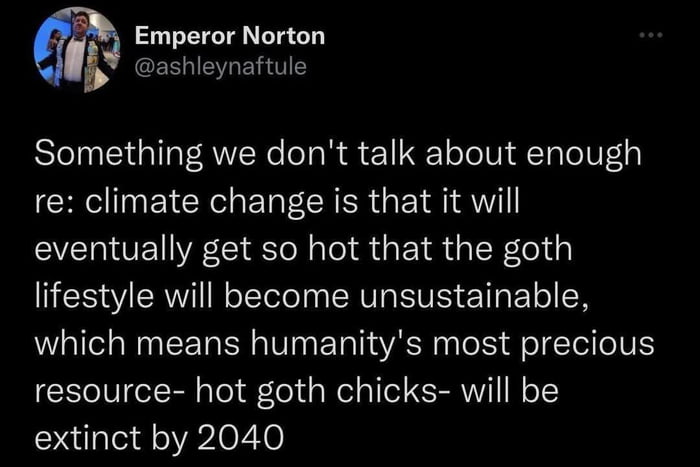 Emperor Norton
@ashleynaftule
Something we don't talk about enough
re: climate change is that it will
eventually get so hot that the goth
lifestyle will become unsustainable,
which means humanity's most precious
resource- hot goth chicks- will be
extinct by 2040